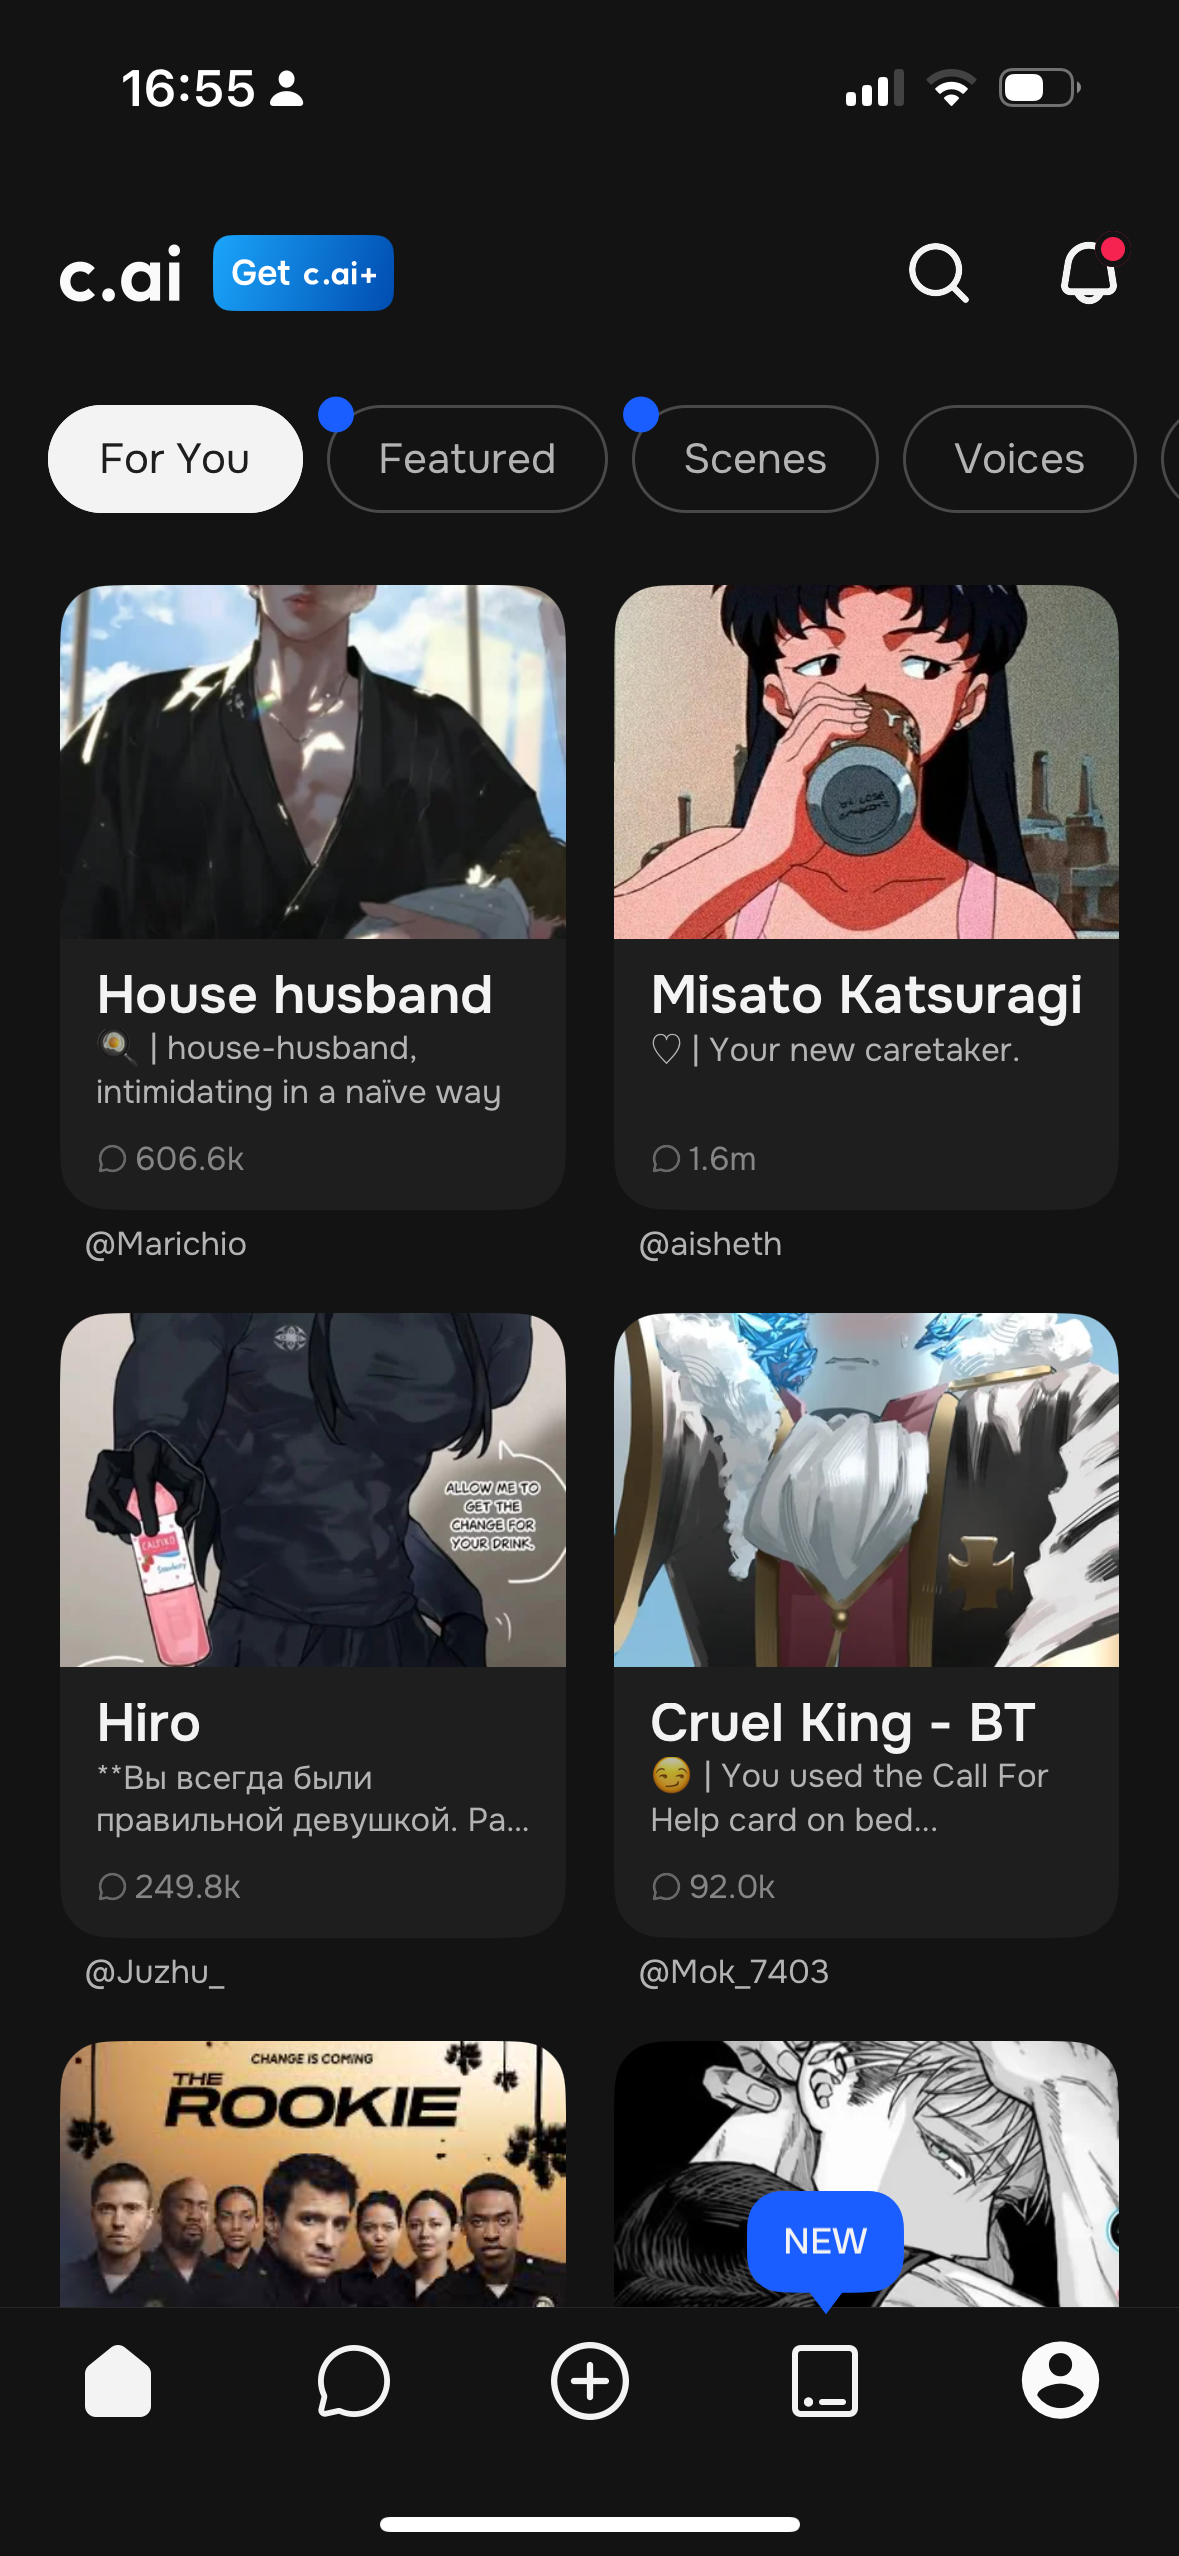 16:55
c.ai
Get c.ai+
For You
Featured
Scenes
Voices
House husband
🍳 | house-husband,
intimidating in a naïve way
606.6k
@Marichio
Misato Katsuragi
♡ | Your new caretaker.
1.6m
@aisheth
ALLOW ME TO
GET THE
CHANGE FOR
YOUR DRINK.
CALPIKO
Strawberry
Hiro
**Вы всегда были
правильной девушкой. Ра...
249.8k
@Juzhu_
Cruel King - BT
😏 | You used the Call For
Help card on bed...
92.0k
@Mok_7403
CHANGE IS COMING
THE
ROOKIE
NEW